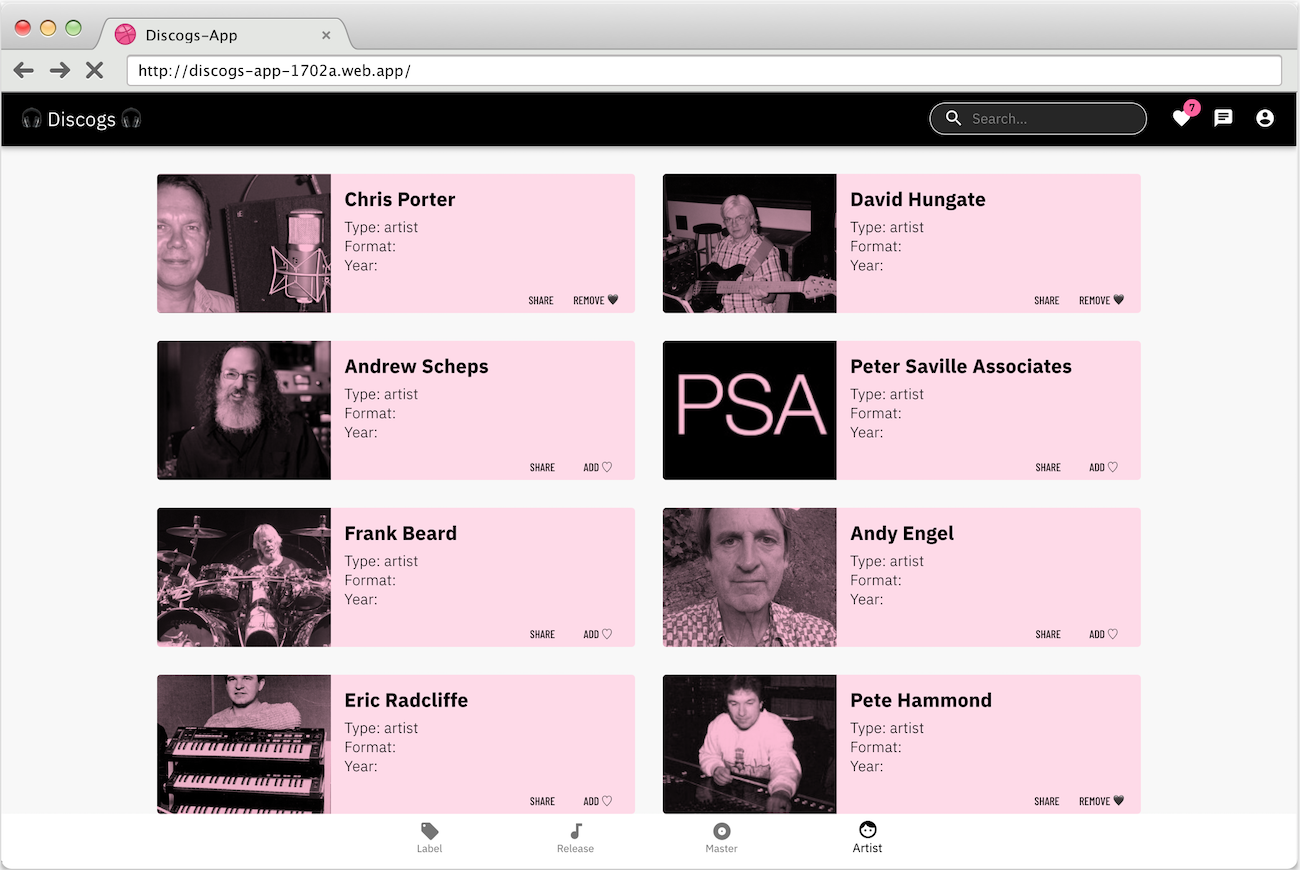 Discogs-App
http://discogs-app-1702a.web.app/
Discogs
Search...
7
Chris Porter
Type: artist
Format:
Year:
SHARE REMOVE
David Hungate
Type: artist
Format:
Year:
SHARE REMOVE
Andrew Scheps
Type: artist
Format:
Year:
SHARE ADD
PSA
Peter Saville Associates
Type: artist
Format:
Year:
SHARE ADD
Frank Beard
Type: artist
Format:
Year:
SHARE ADD
Andy Engel
Type: artist
Format:
Year:
SHARE ADD
Eric Radcliffe
Type: artist
Format:
Year:
SHARE ADD
Pete Hammond
Type: artist
Format:
Year:
SHARE REMOVE
Label
Release
Master
Artist